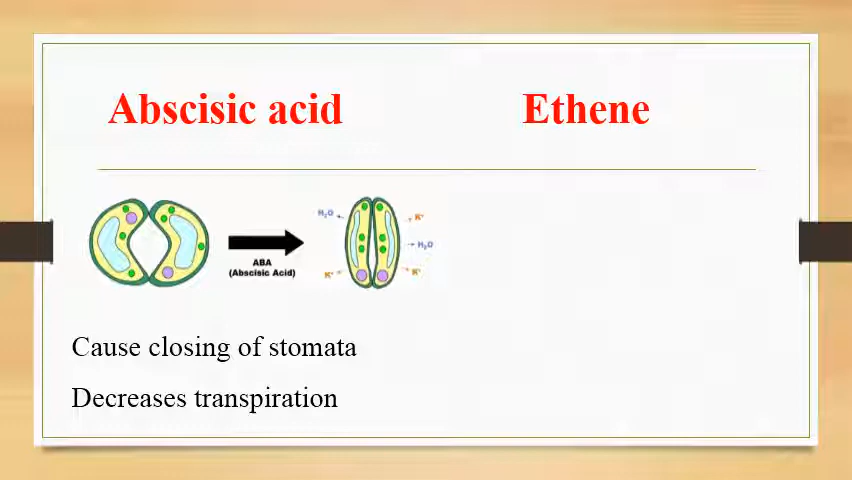 Abscisic acid
Ethene
H₂O
K⁺
H₂O
ABA
(Abscisic Acid)
K⁺
K⁺
Cause closing of stomata
Decreases transpiration